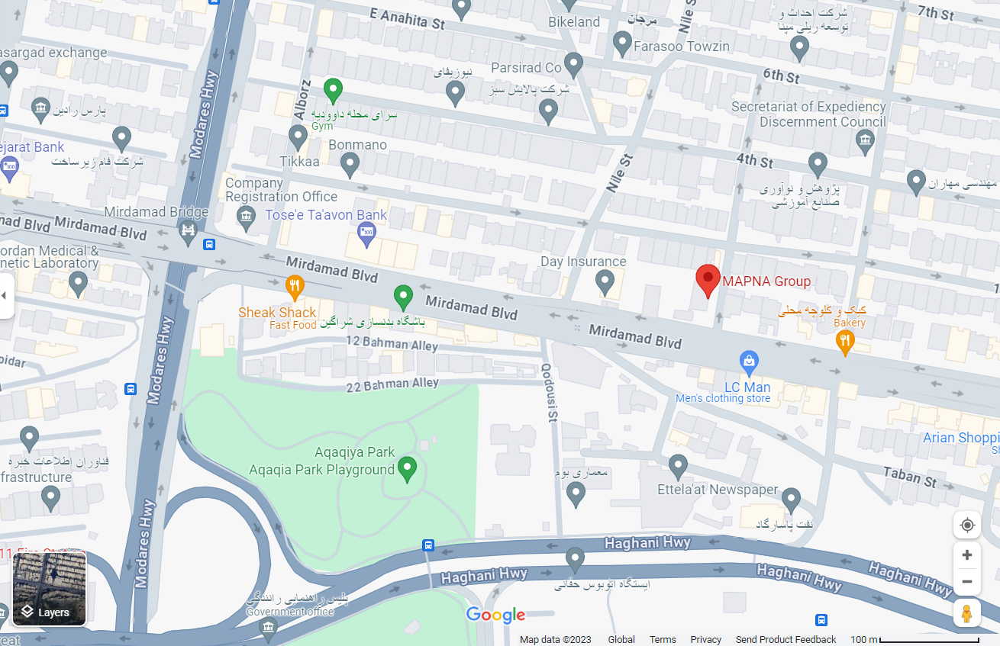 E Anahita St
Bikeland
مرجان
Nile St
شرکت احداث و
توسعه ریلی مپنا
7th St
asargad exchange
Farasoo Towzin
Parsirad Co
نیوزیفای
شرکت پالایش سبز
6th St
Modares Hwy
Alborz
پارس رادین
سرای محله داوودیه
Gym
Secretariat of Expediency
Discernment Council
ejarat Bank
شرکت فام زیرساخت
Bonmano
Tikkaa
4th St
Nile St
Company
Registration Office
پژوهش و نوآوری
صنایع آموزشی
مهندسی مهاران
Mirdamad Bridge
Tose'e Ta'avon Bank
nad Blvd
Mirdamad Blvd
ordan Medical &
netic Laboratory
Mirdamad Blvd
Day Insurance
MAPNA Group
Sheak Shack
Fast Food
باشگاه بدنسازی شراگین
Mirdamad Blvd
کیک و کلوچه محلی
Bakery
Mirdamad Blvd
12 Bahman Alley
pidar
Modares Hwy
22 Bahman Alley
Qodousi St
LC Man
Men's clothing store
Arian Shoppi
فناوران اطلاعات خبره
nfrastructure
Aqaqiya Park
Aqaqia Park Playground
معماری بوم
Ettela'at Newspaper
Taban St
نفت پاسارگاد
Modares Hwy
Haghani Hwy
Haghani Hwy
Haghani Hwy
Haghani Hwy
ایستگاه اتوبوس حقانی
11 Fire Station
پلیس راهنمایی رانندگی
Government office
Layers
Google
Map data ©2023
Global
Terms
Privacy
Send Product Feedback
100 m